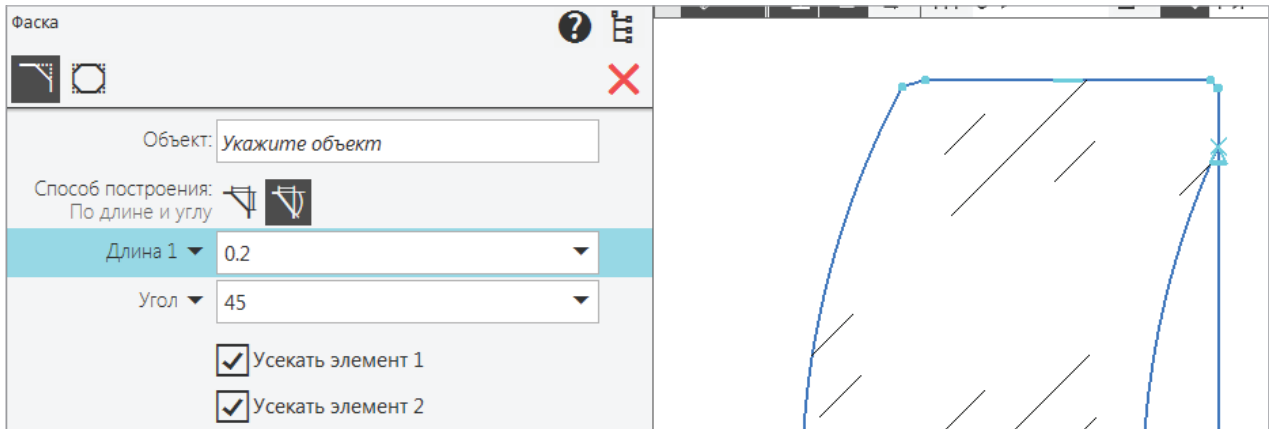 Фаска
Объект: Укажите объект
Способ построения:
По длине и углу
Длина 1 0.2
Угол 45
Усекать элемент 1
Усекать элемент 2